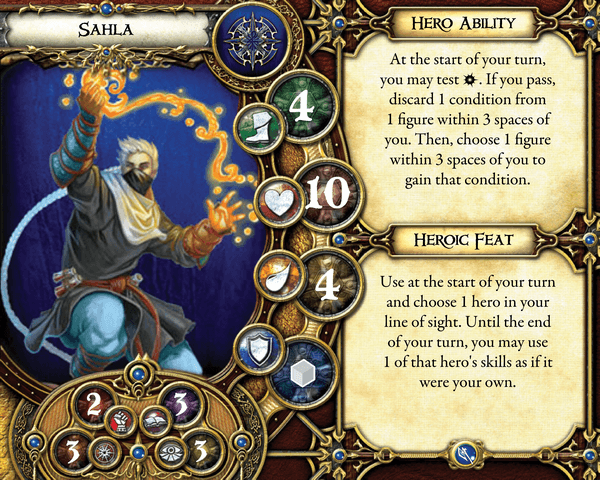 Sahla
4
10
4
2
3
3
3
Hero Ability
At the start of your turn,
you may test . If you pass,
discard 1 condition from
1 figure within 3 spaces of
you. Then, choose 1 figure
within 3 spaces of you to
gain that condition.
Heroic Feat
Use at the start of your turn
and choose 1 hero in your
line of sight. Until the end
of your turn, you may use
1 of that hero's skills as if it
were your own.